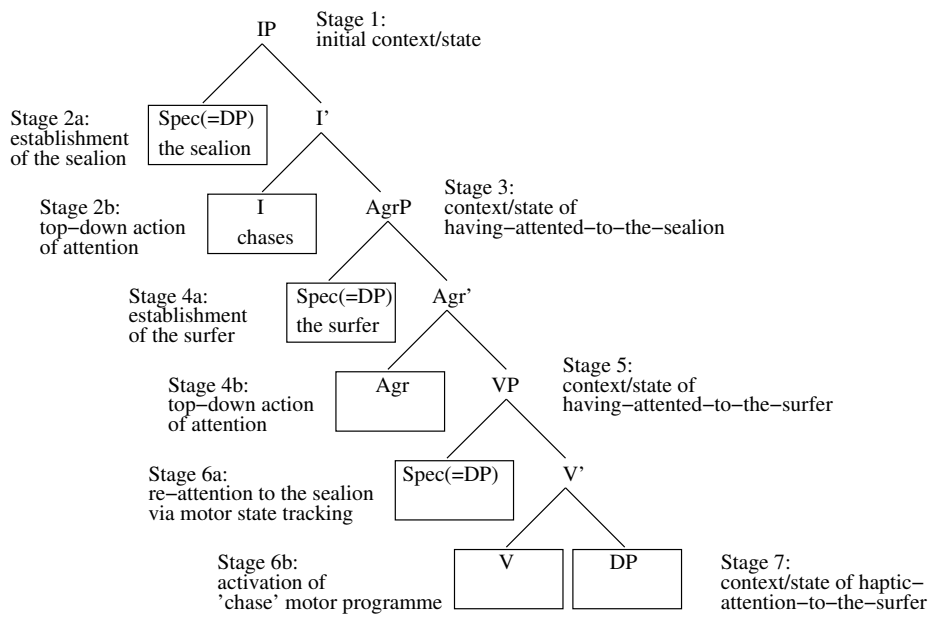 IP
Stage 1:
initial context/state
Stage 2a:
establishment
of the sealion
Spec(=DP)
the sealion
I'
Stage 2b:
top−down action
of attention
I
chases
AgrP
Stage 3:
context/state of
having−attented−to−the−sealion
Stage 4a:
establishment
of the surfer
Spec(=DP)
the surfer
Agr'
Stage 4b:
top−down action
of attention
Agr
VP
Stage 5:
context/state of
having−attented−to−the−surfer
Stage 6a:
re−attention to the sealion
via motor state tracking
Spec(=DP)
V'
Stage 6b:
activation of
'chase' motor programme
V
DP
Stage 7:
context/state of haptic−
attention−to−the−surfer